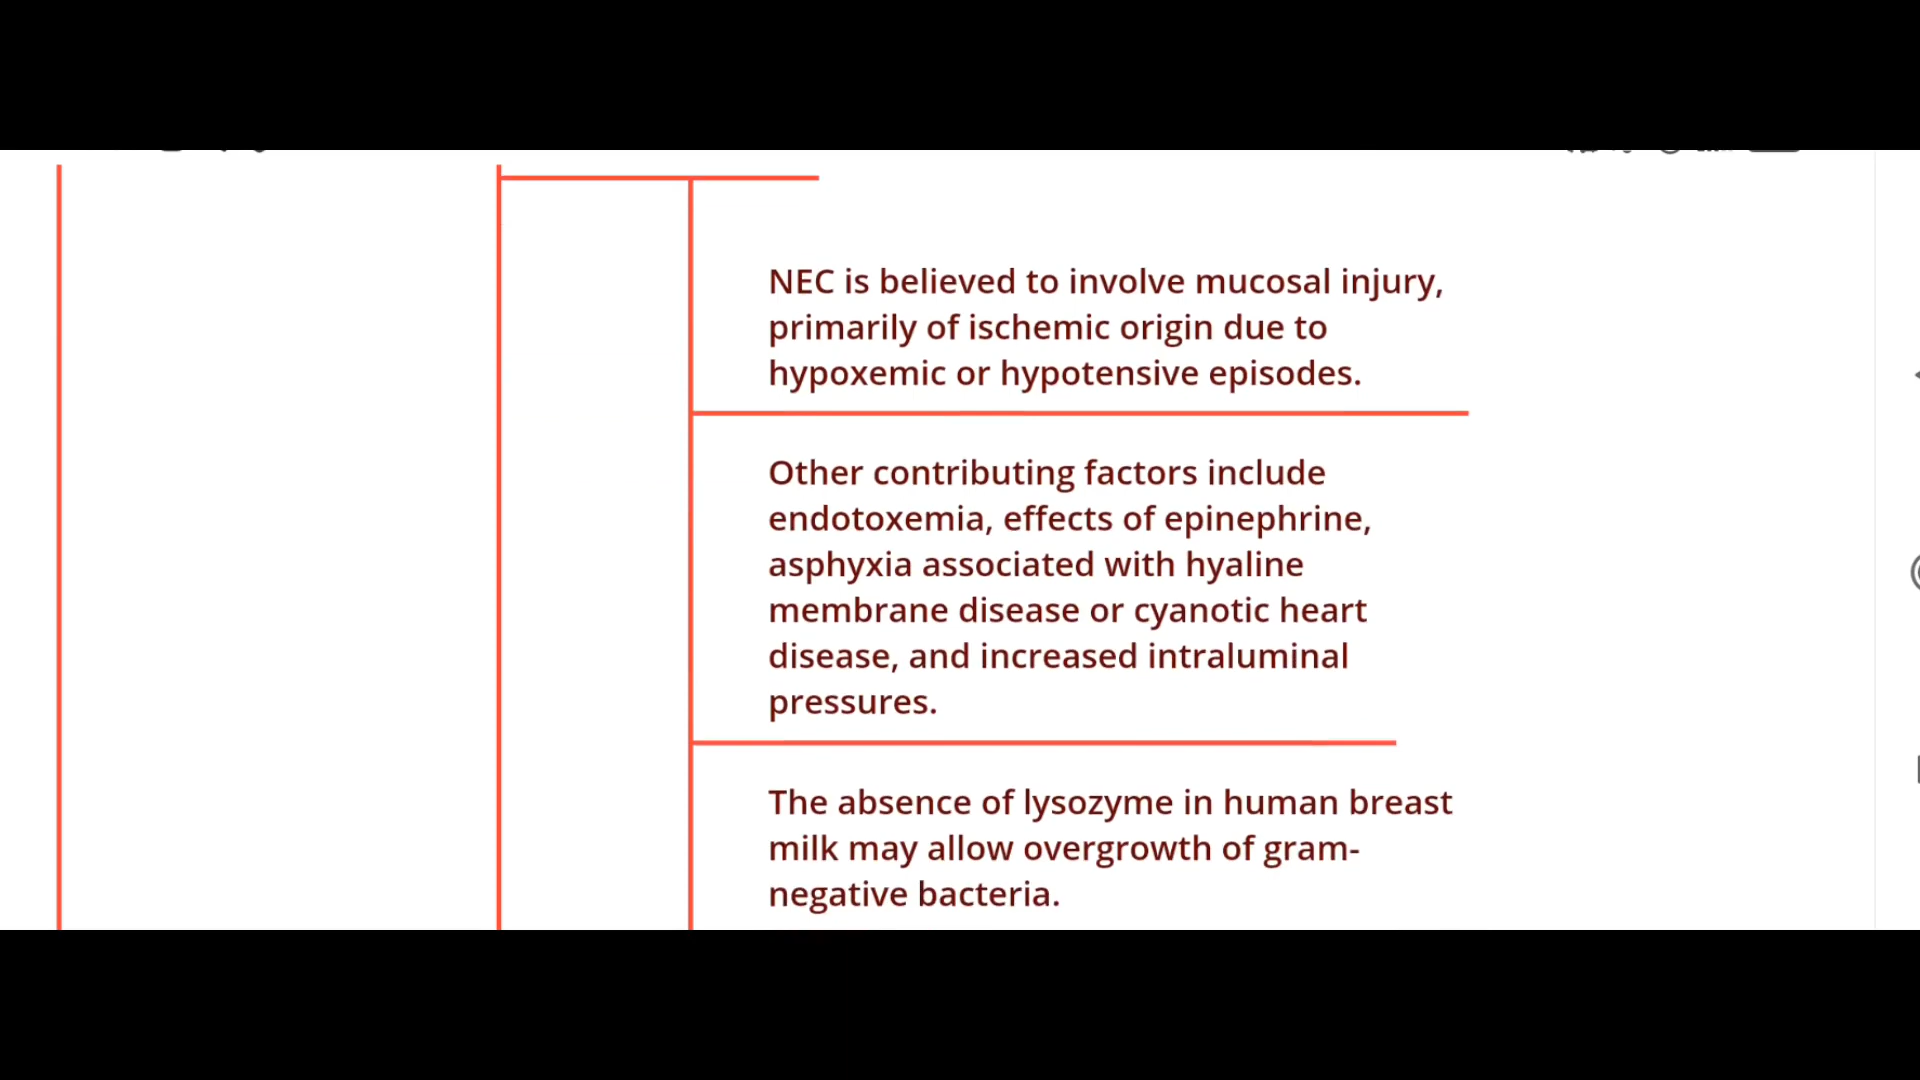 NEC is believed to involve mucosal injury,
primarily of ischemic origin due to
hypoxemic or hypotensive episodes.
Other contributing factors include
endotoxemia, effects of epinephrine,
asphyxia associated with hyaline
membrane disease or cyanotic heart
disease, and increased intraluminal
pressures.
The absence of lysozyme in human breast
milk may allow overgrowth of gram-
negative bacteria.